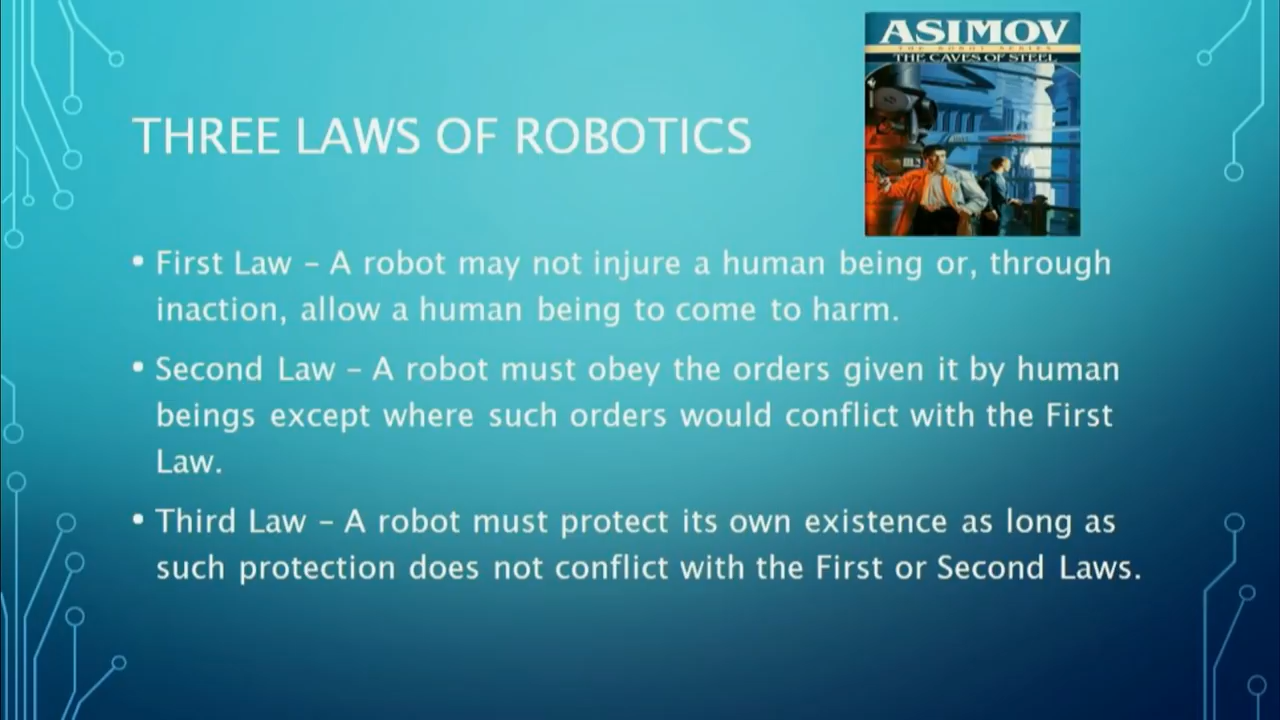 ASIMOV
THE ROBOT SERIES
THE CAVES OF STEEL
THREE LAWS OF ROBOTICS
• First Law – A robot may not injure a human being or, through
inaction, allow a human being to come to harm.
• Second Law – A robot must obey the orders given it by human
beings except where such orders would conflict with the First
Law.
• Third Law – A robot must protect its own existence as long as
such protection does not conflict with the First or Second Laws.